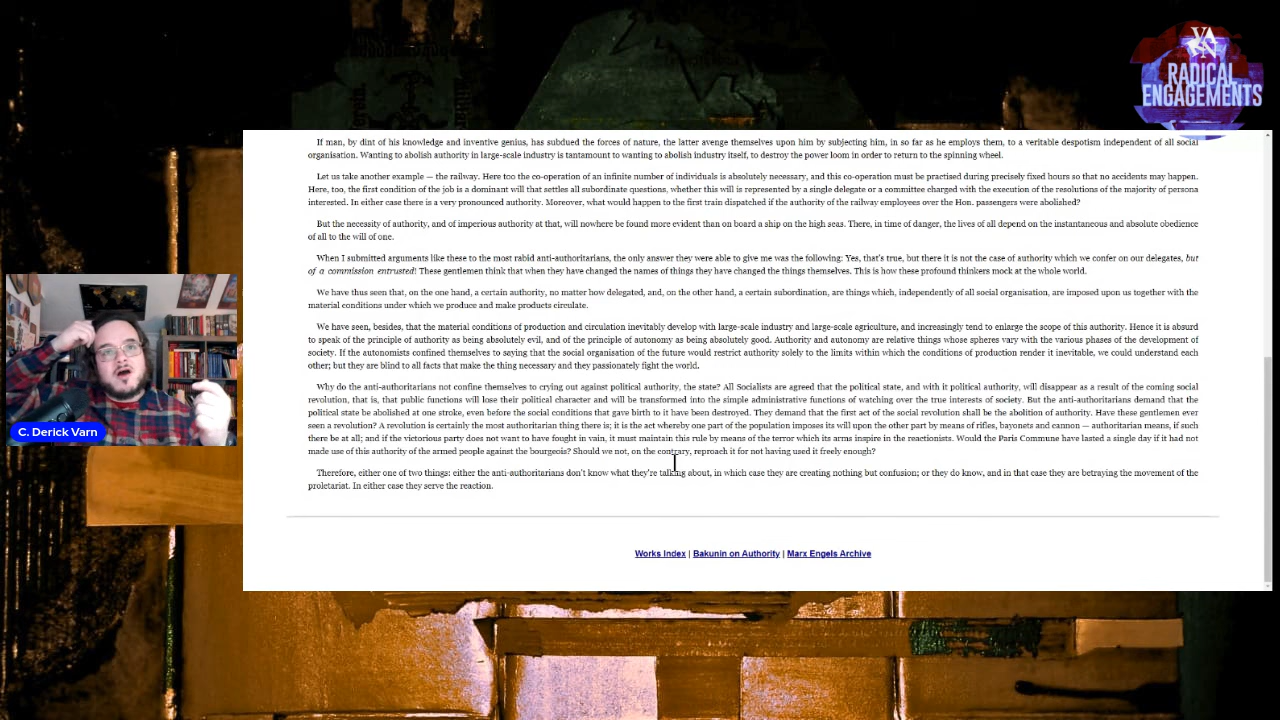 VARN
RADICAL
ENGAGEMENTS
If man, by dint of his knowledge and inventive genius, has subdued the forces of nature, the latter avenge themselves upon him by subjecting him, in so far as he employs them, to a veritable despotism independent of all social
organisation. Wanting to abolish authority in large-scale industry is tantamount to wanting to abolish industry itself, to destroy the power loom in order to return to the spinning wheel.
Let us take another example — the railway. Here too the co-operation of an infinite number of individuals is absolutely necessary, and this co-operation must be practised during precisely fixed hours so that no accidents may happen.
Here, too, the first condition of the job is a dominant will that settles all subordinate questions, whether this will is represented by a single delegate or a committee charged with the execution of the resolutions of the majority of persona
interested. In either case there is a very pronounced authority. Moreover, what would happen to the first train dispatched if the authority of the railway employees over the Hon. passengers were abolished?
But the necessity of authority, and of imperious authority at that, will nowhere be found more evident than on board a ship on the high seas. There, in time of danger, the lives of all depend on the instantaneous and absolute obedience
of all to the will of one.
When I submitted arguments like these to the most rabid anti-authoritarians, the only answer they were able to give me was the following: Yes, that's true, but there it is not the case of authority which we confer on our delegates, but
of a commission entrusted! These gentlemen think that when they have changed the names of things they have changed the things themselves. This is how these profound thinkers mock at the whole world.
We have thus seen that, on the one hand, a certain authority, no matter how delegated, and, on the other hand, a certain subordination, are things which, independently of all social organisation, are imposed upon us together with the
material conditions under which we produce and make products circulate.
We have seen, besides, that the material conditions of production and circulation inevitably develop with large-scale industry and large-scale agriculture, and increasingly tend to enlarge the scope of this authority. Hence it is absurd
to speak of the principle of authority as being absolutely evil, and of the principle of autonomy as being absolutely good. Authority and autonomy are relative things whose spheres vary with the various phases of the development of
society. If the autonomists confined themselves to saying that the social organisation of the future would restrict authority solely to the limits within which the conditions of production render it inevitable, we could understand each
other; but they are blind to all facts that make the thing necessary and they passionately fight the world.
Why do the anti-authoritarians not confine themselves to crying out against political authority, the state? All Socialists are agreed that the political state, and with it political authority, will disappear as a result of the coming social
revolution, that is, that public functions will lose their political character and will be transformed into the simple administrative functions of watching over the true interests of society. But the anti-authoritarians demand that the
political state be abolished at one stroke, even before the social conditions that gave birth to it have been destroyed. They demand that the first act of the social revolution shall be the abolition of authority. Have these gentlemen ever
seen a revolution? A revolution is certainly the most authoritarian thing there is; it is the act whereby one part of the population imposes its will upon the other part by means of rifles, bayonets and cannon — authoritarian means, if such
there be at all; and if the victorious party does not want to have fought in vain, it must maintain this rule by means of the terror which its arms inspire in the reactionists. Would the Paris Commune have lasted a single day if it had not
made use of this authority of the armed people against the bourgeois? Should we not, on the contrary, reproach it for not having used it freely enough?
Therefore, either one of two things: either the anti-authoritarians don't know what they're talking about, in which case they are creating nothing but confusion; or they do know, and in that case they are betraying the movement of the
proletariat. In either case they serve the reaction.
Works Index | Bakunin on Authority | Marx Engels Archive
C. Derick Varn